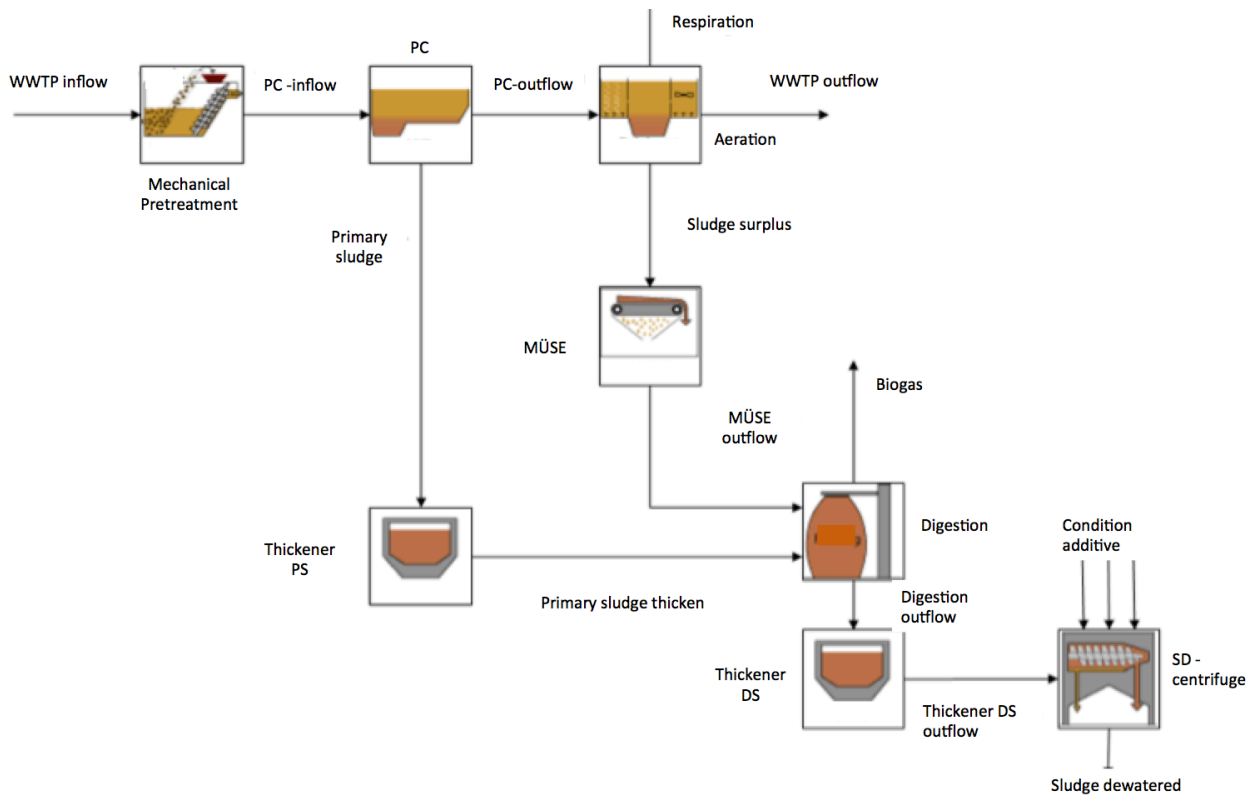 Respiration
PC
WWTP inflow
PC -inflow
PC-outflow
WWTP outflow
Aeration
Mechanical
Pretreatment
Primary
sludge
Sludge surplus
MÜSE
MÜSE
outflow
Biogas
Thickener
PS
Digestion
Condition
additive
Primary sludge thicken
Digestion
outflow
Thickener
DS
SD -
centrifuge
Thickener DS
outflow
Sludge dewatered